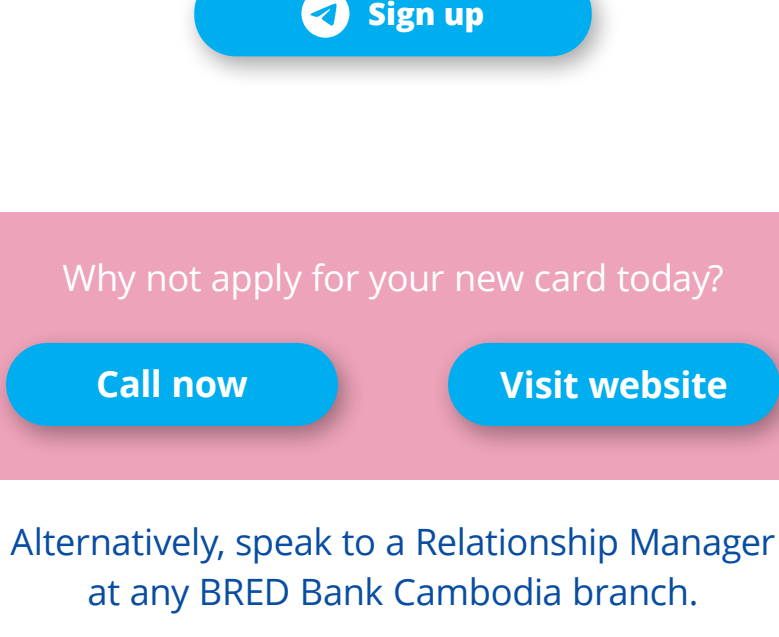 Sign up
Why not apply for your new card today?
Call now
Visit website
Alternatively, speak to a Relationship Manager
at any BRED Bank Cambodia branch.